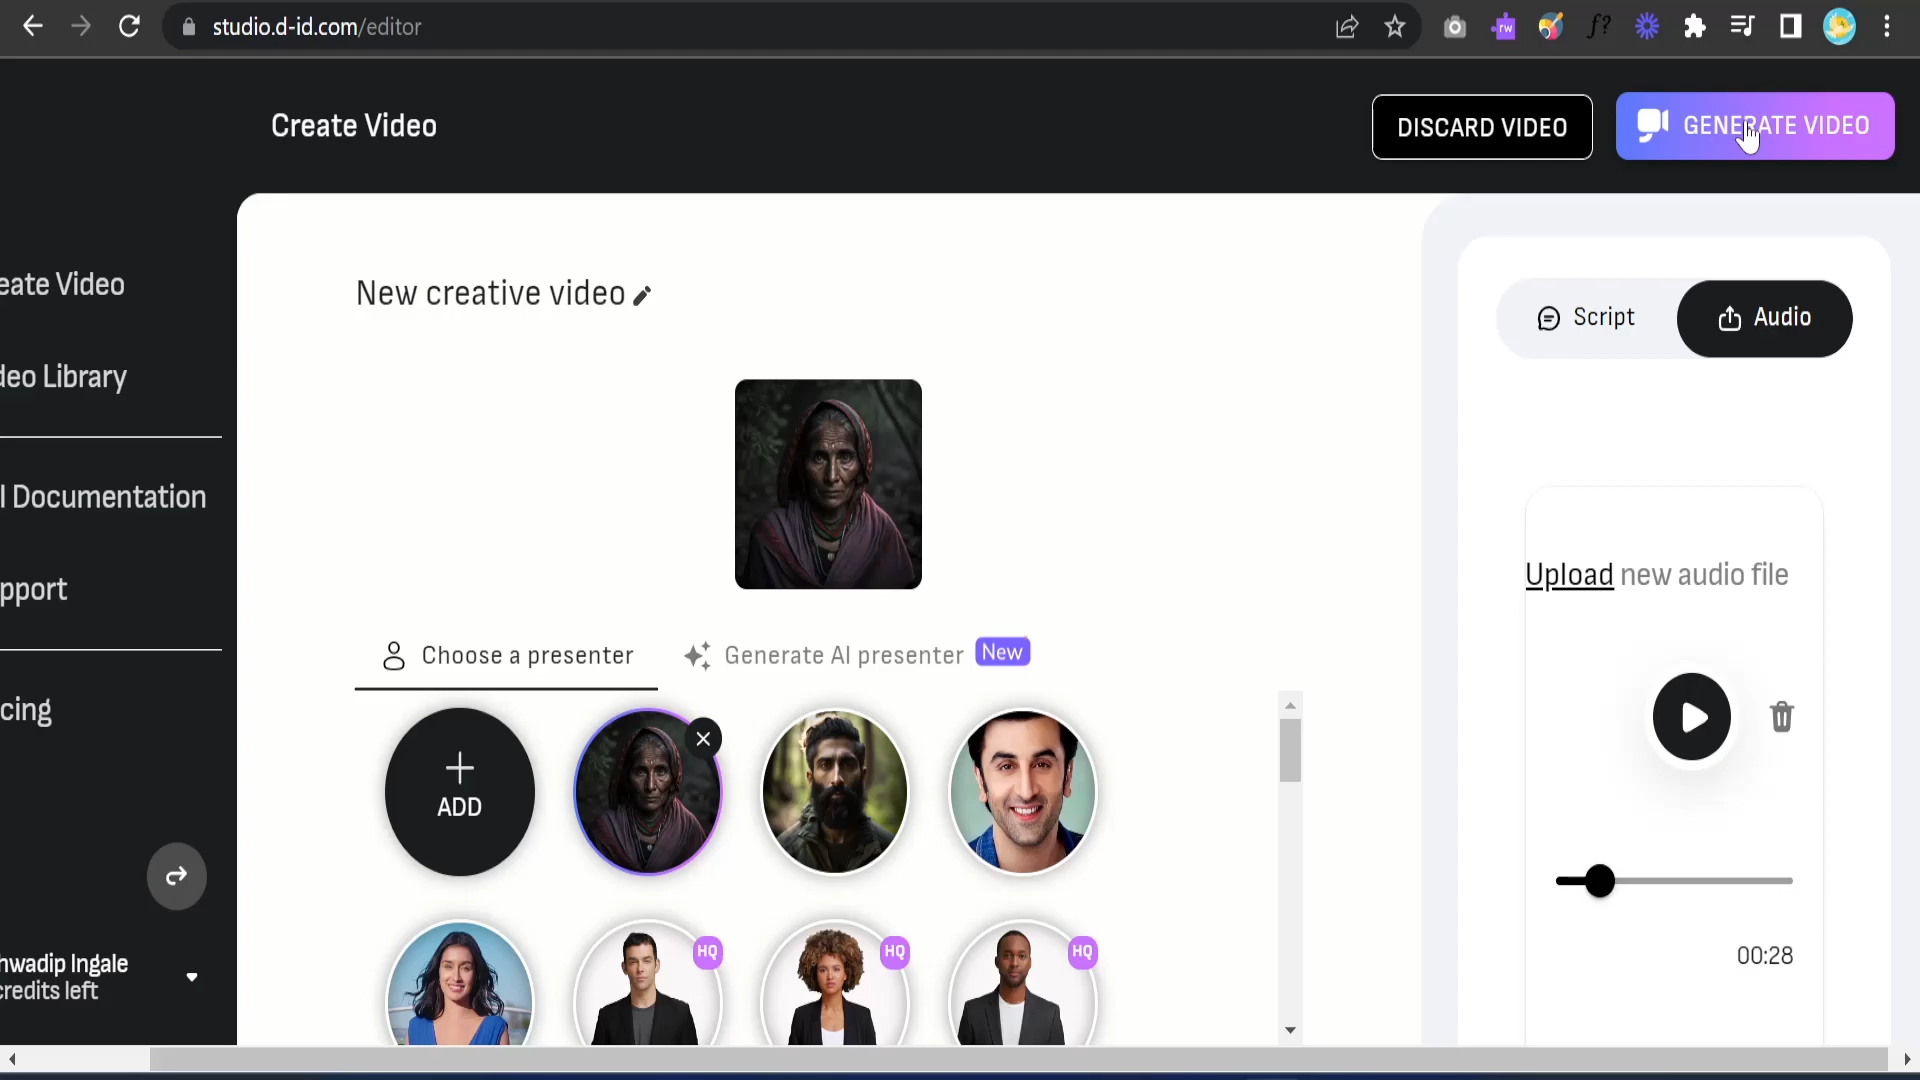 studio.d-id.com/editor
rw
f?
Create Video
DISCARD VIDEO
GENERATE VIDEO
eate Video
deo Library
I Documentation
pport
cing
hwadip Ingale
credits left
New creative video
Choose a presenter
Generate AI presenter
New
ADD
HQ
HQ
HQ
Script
Audio
Upload new audio file
00:28